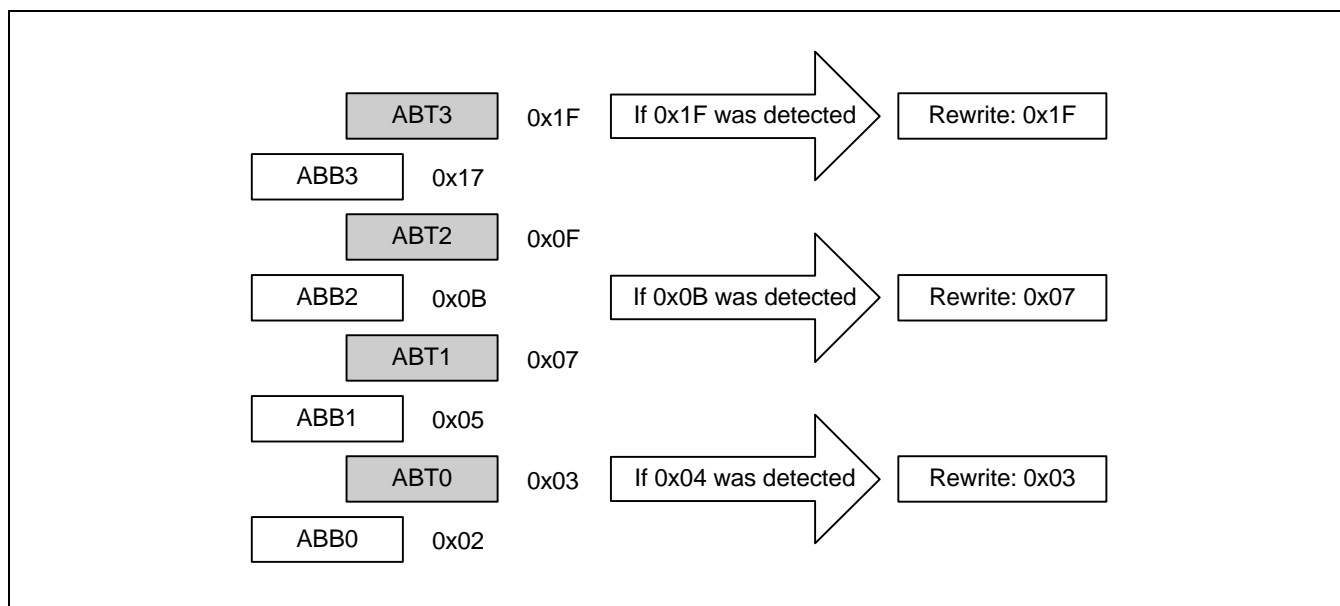 ABT3 0x1F If 0x1F was detected Rewrite: 0x1F
ABB3 0x17
ABT2 0x0F
ABB2 0x0B If 0x0B was detected Rewrite: 0x07
ABT1 0x07
ABB1 0x05
ABT0 0x03 If 0x04 was detected Rewrite: 0x03
ABB0 0x02